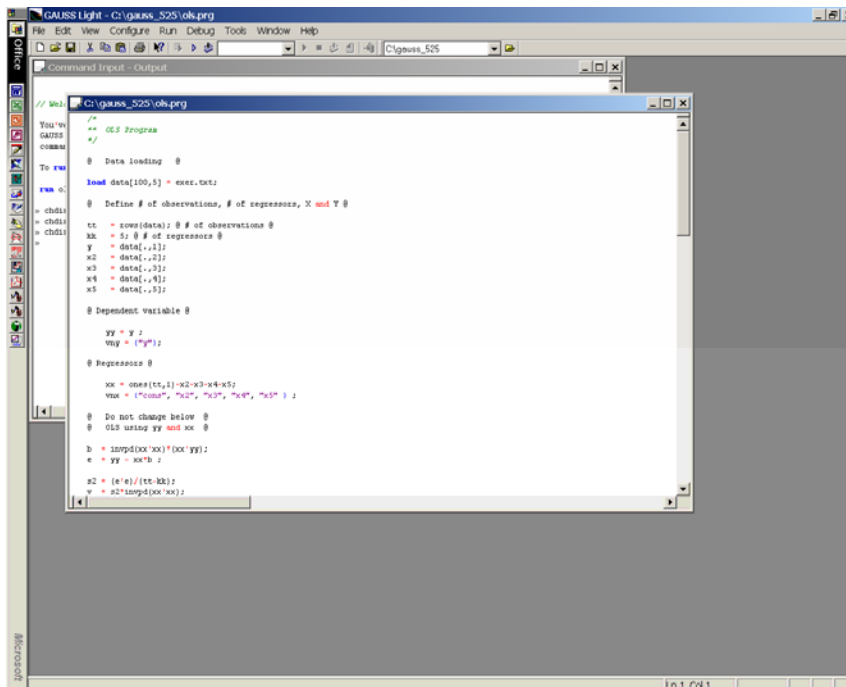 GAUSS Light - C:\gauss_525\ols.prg
File Edit View Configure Run Debug Tools Window Help
C:\gauss_525
Office
Command Input - Output
// Wel
You'v
GAUSS
comma
To run
run ol
» chdi
» chdi
» chdi
»
C:\gauss_525\ols.prg
/*
** OLS Program
*/
@ Data loading @
load data[100,5] = exer.txt;
@ Define # of observations, # of regressors, X and Y @
tt = rows(data); @ # of observations @
kk = 5; @ # of regressors @
y = data[.,1];
x2 = data[.,2];
x3 = data[.,3];
x4 = data[.,4];
x5 = data[.,5];
@ Dependent variable @
yy = y ;
vny = {"y"};
@ Regressors @
xx = ones(tt,1)~x2~x3~x4~x5;
vnx = {"cons", "x2", "x3", "x4", "x5" } ;
@ Do not change below @
@ OLS using yy and xx @
b = invpd(xx'xx)*(xx'yy);
e = yy - xx*b ;
s2 = (e'e)/(tt-kk);
v = s2*invpd(xx'xx);
Microsoft
Ln 1 Col 1